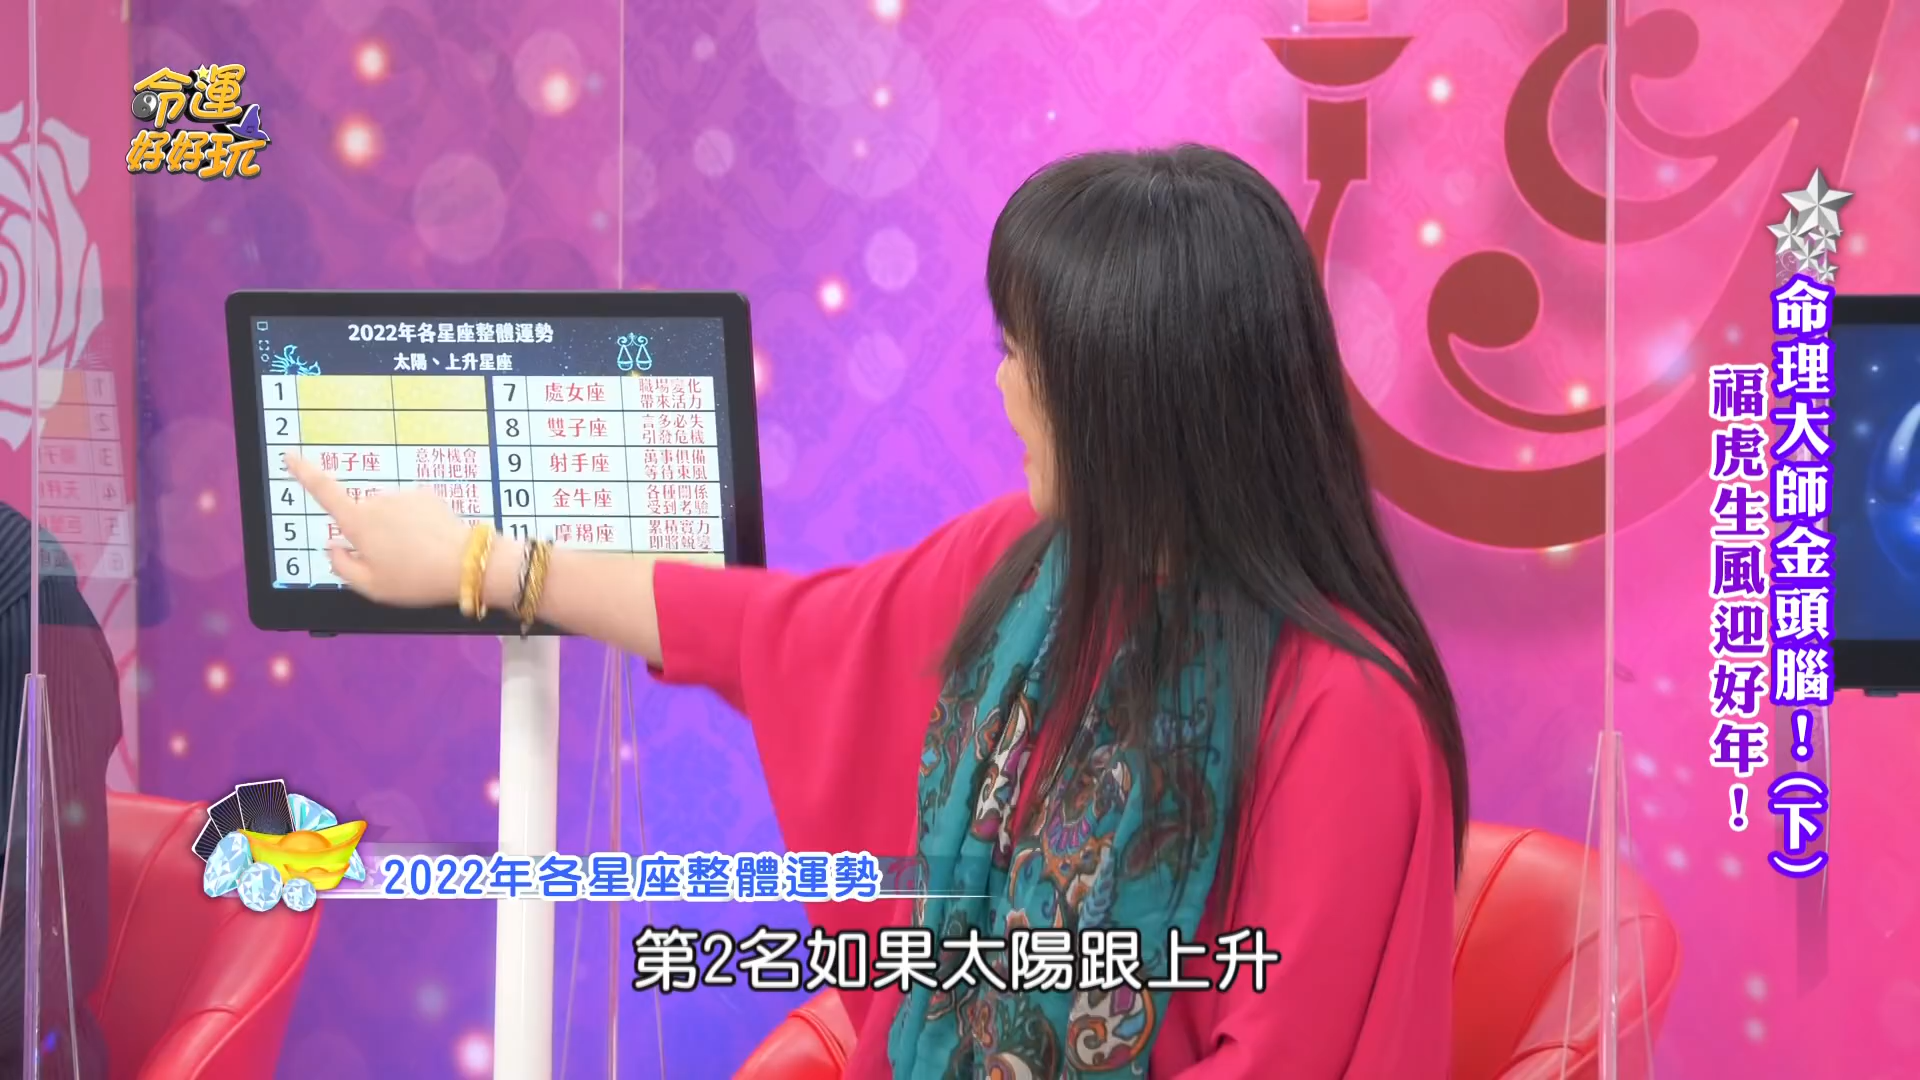 命運
好好玩
2022年各星座整體運勢
太陽、上升星座
1
2
3 獅子座 意外機會
值得把握
4
5
6
7 處女座 職場變化
帶來活力
8 雙子座 言多必失
引發危機
9 射手座 萬事俱備
等待東風
10 金牛座 各種關係
受到考驗
11 摩羯座 累積實力
即將蛻變
命理大師金頭腦！（下）
福虎生風迎好年！
2022年各星座整體運勢
第2名如果太陽跟上升